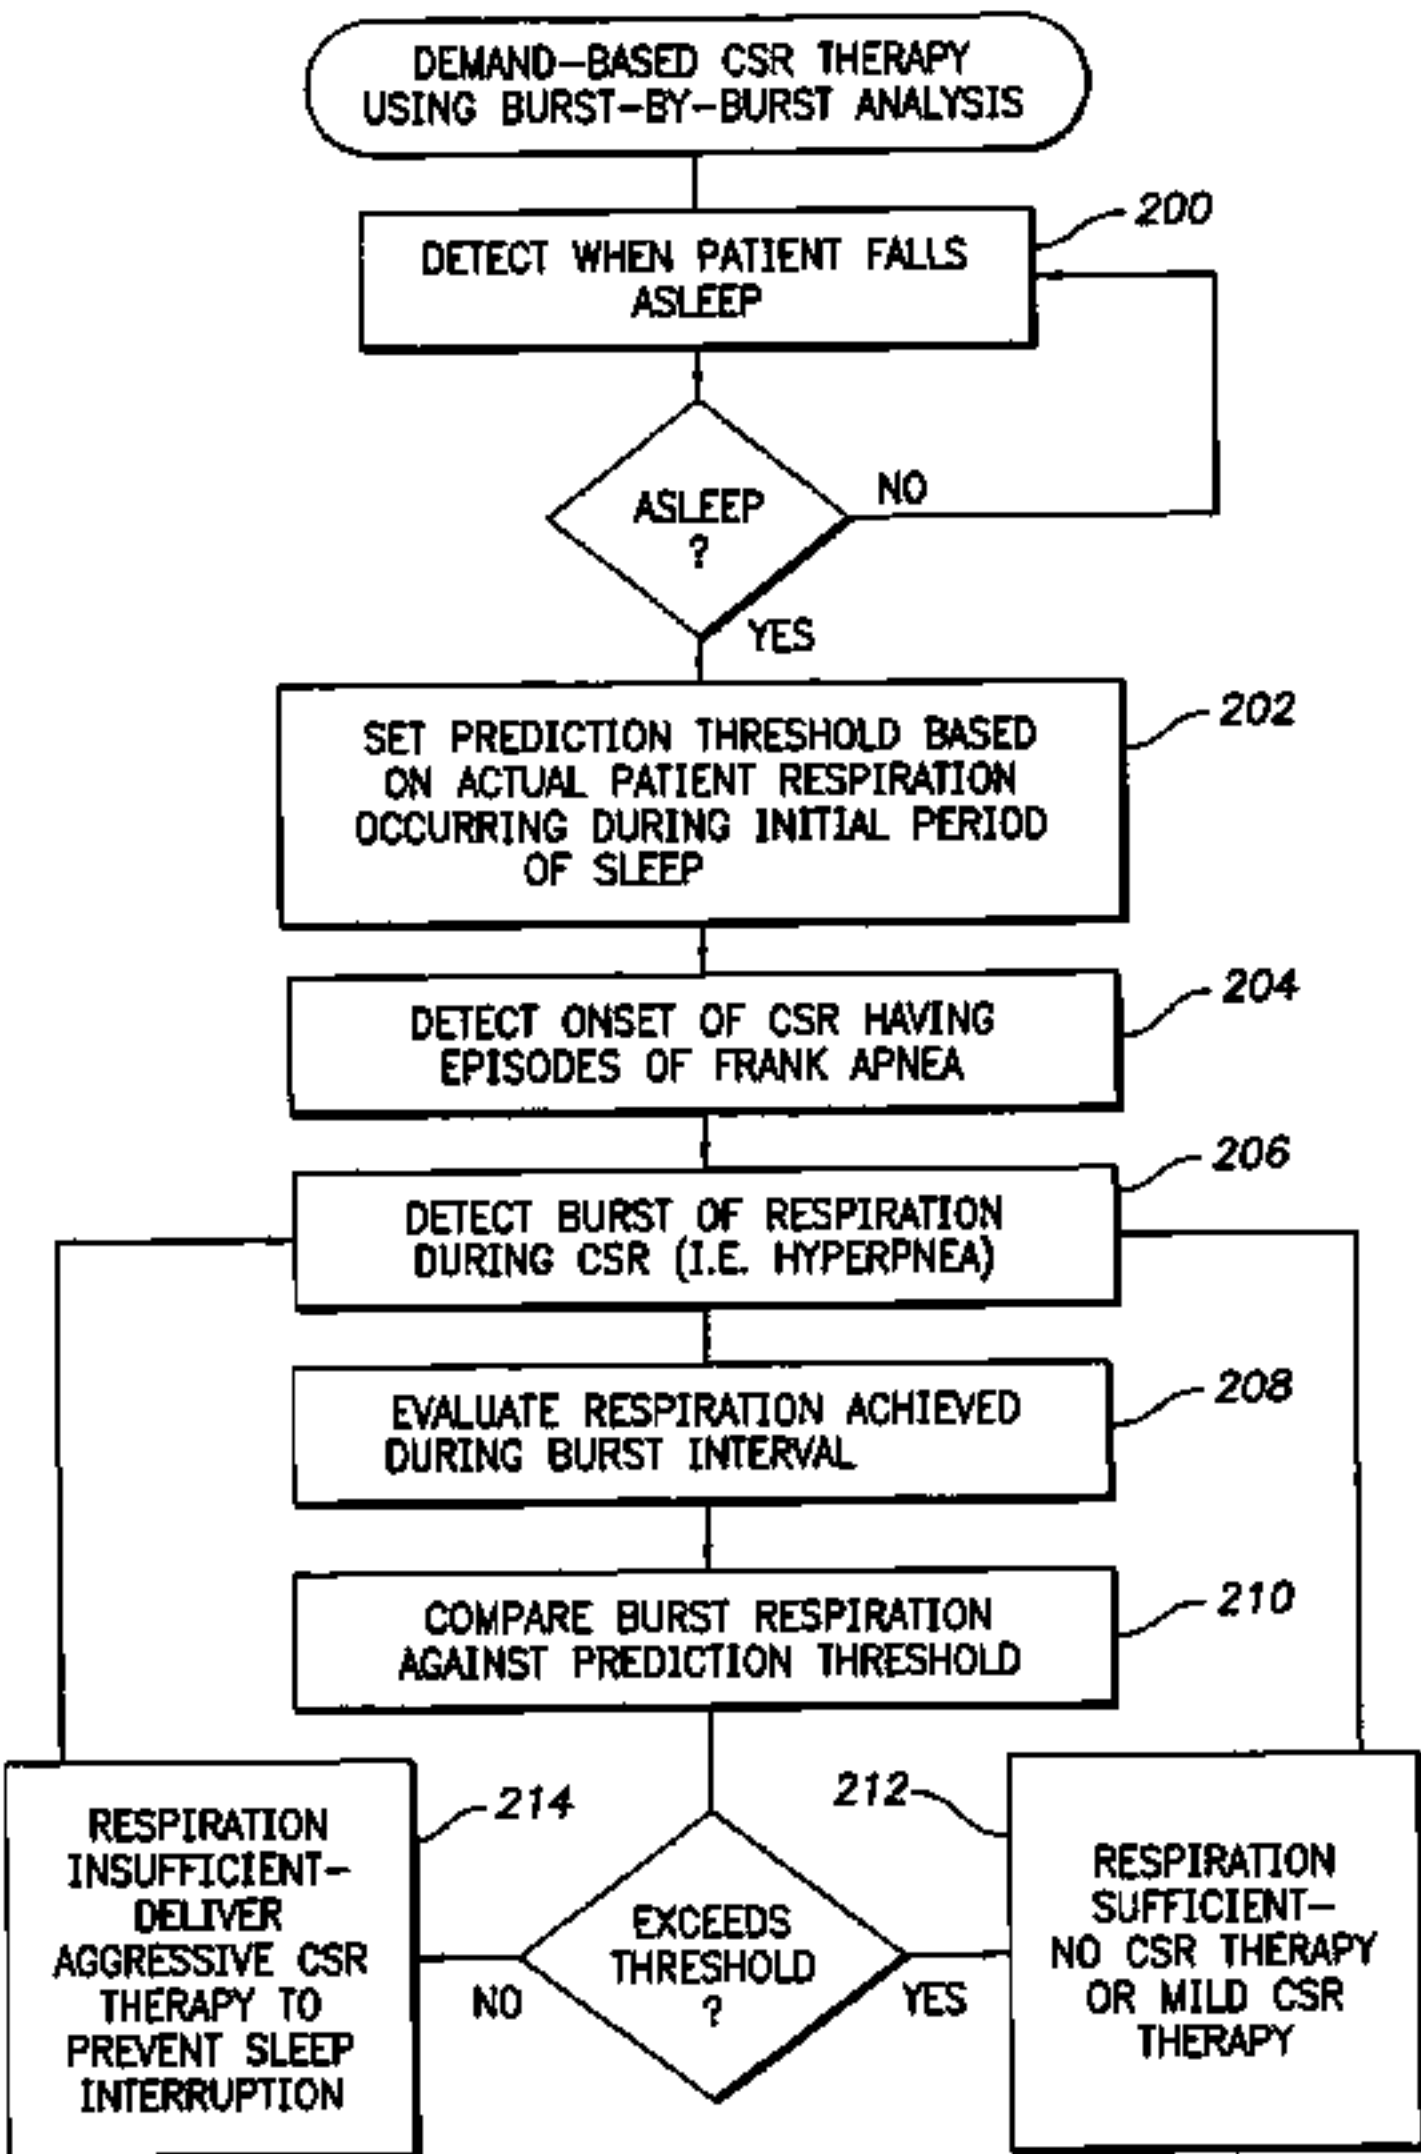 DEMAND-BASED CSR THERAPY
USING BURST-BY-BURST ANALYSIS
200
DETECT WHEN PATIENT FALLS
ASLEEP
ASLEEP
?
NO
YES
202
SET PREDICTION THRESHOLD BASED
ON ACTUAL PATIENT RESPIRATION
OCCURRING DURING INITIAL PERIOD
OF SLEEP
204
DETECT ONSET OF CSR HAVING
EPISODES OF FRANK APNEA
206
DETECT BURST OF RESPIRATION
DURING CSR (I.E. HYPERPNEA)
208
EVALUATE RESPIRATION ACHIEVED
DURING BURST INTERVAL
210
COMPARE BURST RESPIRATION
AGAINST PREDICTION THRESHOLD
214
RESPIRATION
INSUFFICIENT-
DELIVER
AGGRESSIVE CSR
THERAPY TO
PREVENT SLEEP
INTERRUPTION
NO
EXCEEDS
THRESHOLD
?
YES
212
RESPIRATION
SUFFICIENT-
NO CSR THERAPY
OR MILD CSR
THERAPY